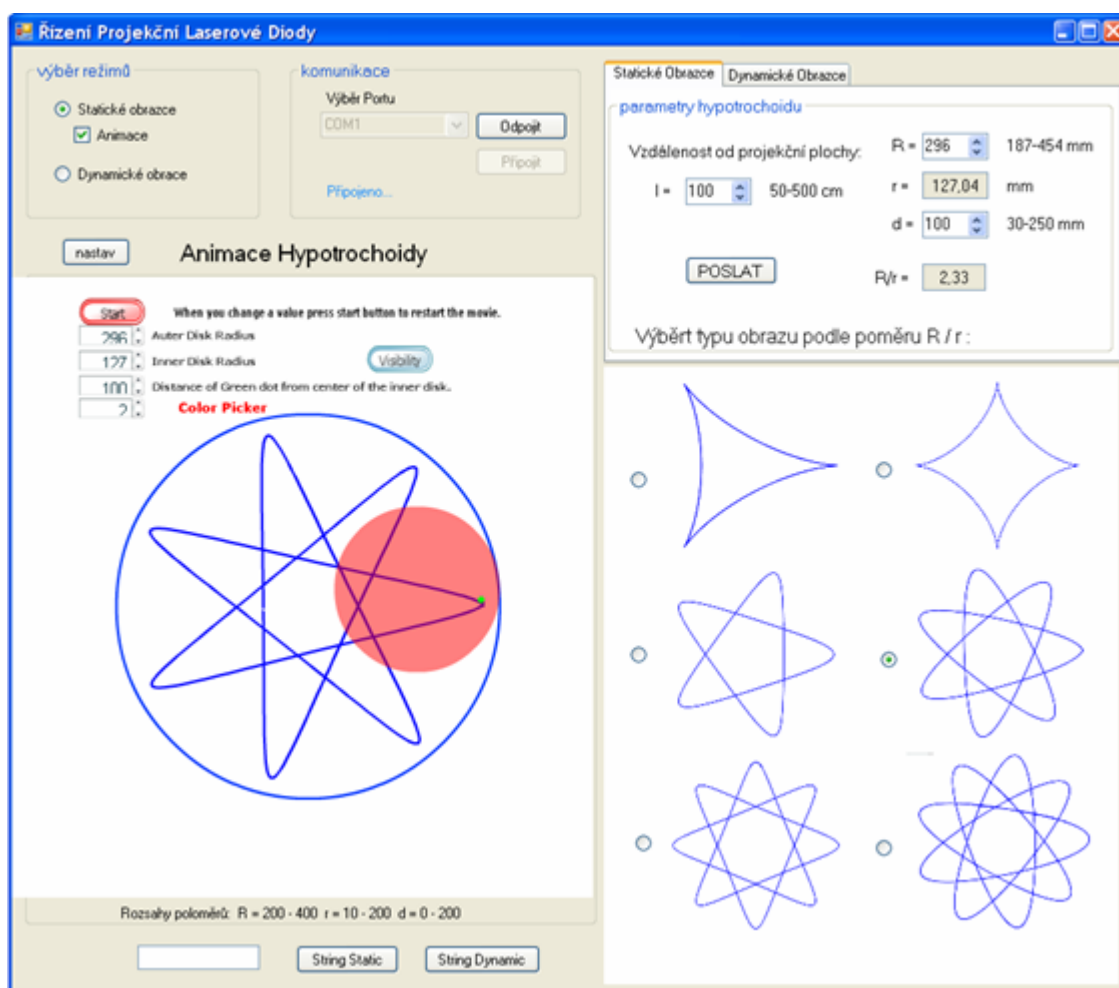 Řízení Projekční Laserové Diody
výběr režimů
Statické obrazce
Animace
Dynamické obrace
komunikace
Výběr Portu
COM1
Odpojit
Připojit
Připojeno...
nastav
Animace Hypotrochoidy
Start
When you change a value press start button to restart the movie.
296 Auter Disk Radius
127 Inner Disk Radius
Visibility
100 Distance of Green dot from center of the inner disk.
2 Color Picker
Rozsahy poloměrů: R = 200 - 400 r = 10 - 200 d = 0 - 200
String Static
String Dynamic
Statické Obrazce
Dynamické Obrazce
parametry hypotrochoidu
Vzdálenost od projekční plochy:
l = 100 50-500 cm
R = 296 187-454 mm
r = 127,04 mm
d = 100 30-250 mm
POSLAT
R/r = 2,33
Výběrt typu obrazu podle poměru R / r :